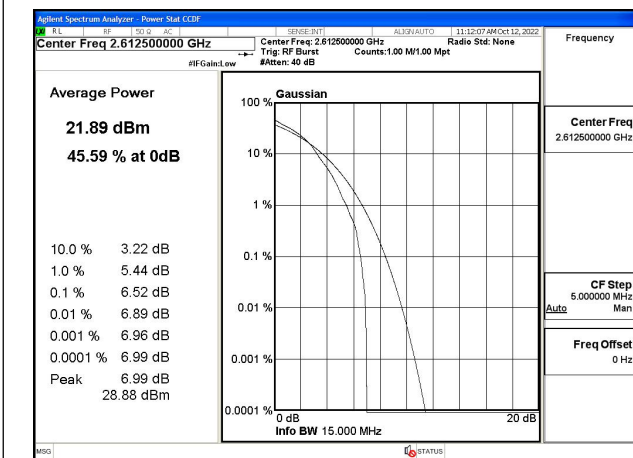 Agilent Spectrum Analyzer - Power Stat CCDF
LXI RL RF 50 Ω AC SENSE:INT ALIGN AUTO 11:12:07 AM Oct 12, 2022
Center Freq 2.612500000 GHz
Center Freq: 2.612500000 GHz Radio Std: None
Trig: RF Burst Counts:1.00 M/1.00 Mpt
#IFGain:Low #Atten: 40 dB
Frequency
Average Power
21.89 dBm
45.59 % at 0dB
10.0 % 3.22 dB
1.0 % 5.44 dB
0.1 % 6.52 dB
0.01 % 6.89 dB
0.001 % 6.96 dB
0.0001 % 6.99 dB
Peak 6.99 dB
28.88 dBm
Gaussian
100 %
10 %
1 %
0.1 %
0.01 %
0.001 %
0.0001 %
0 dB 20 dB
Info BW 15.000 MHz
Center Freq
2.612500000 GHz
CF Step
5.000000 MHz
Auto Man
Freq Offset
0 Hz
MSG STATUS